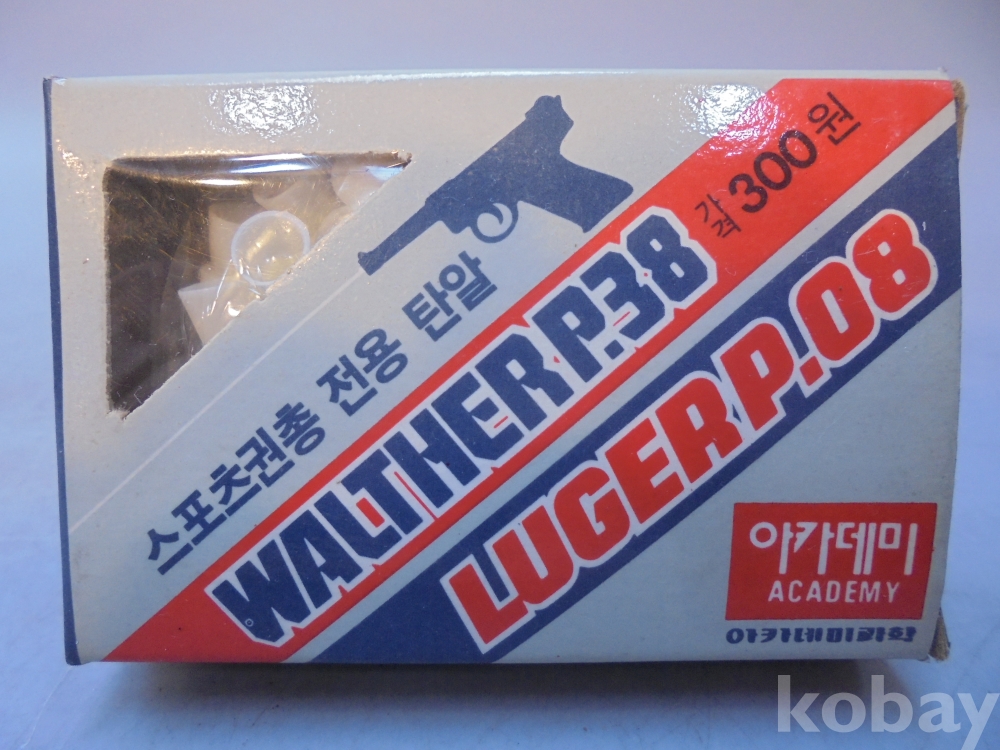 가격 300원
스포츠권총 전용 탄알
WALTHER P.38
LUGER P.08
아카데미
ACADEMY
아카데미과학
kobay